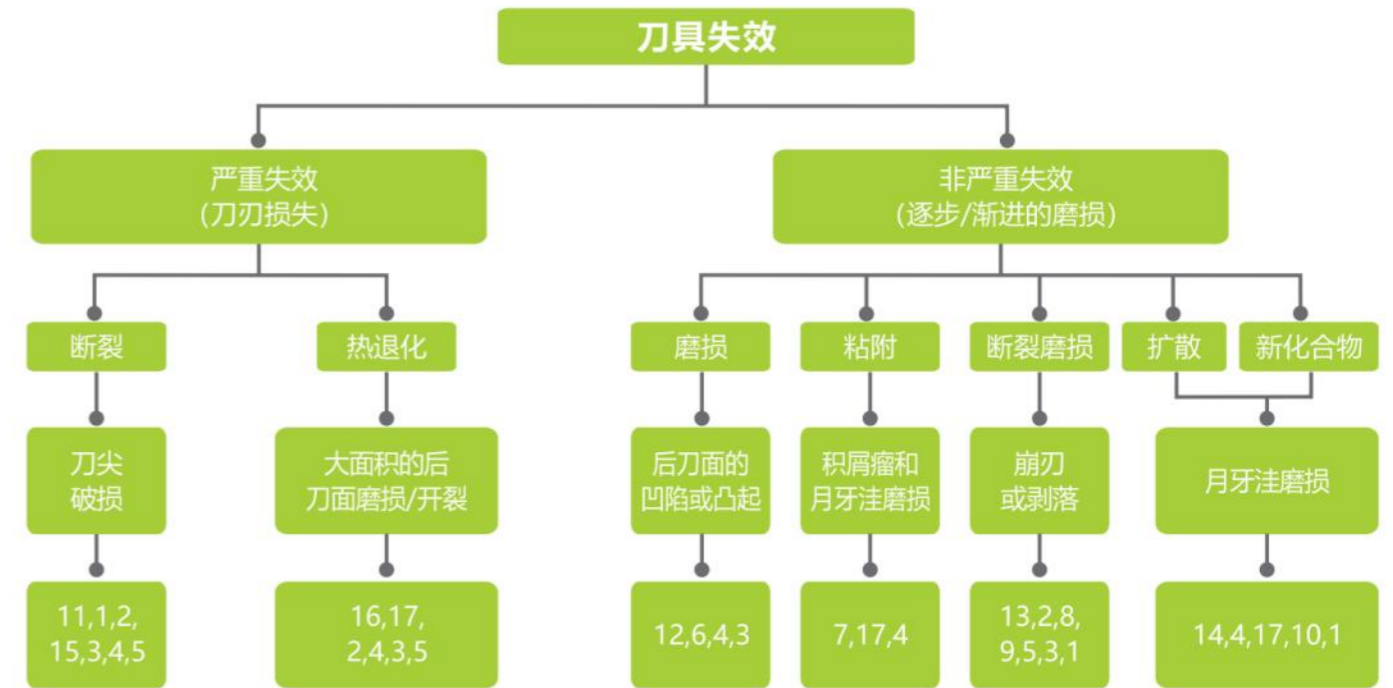 刀具失效
严重失效
(刀刃损失)
非严重失效
(逐步/渐进的磨损)
断裂
热退化
磨损
粘附
断裂磨损
扩散
新化合物
刀尖
破损
大面积的后
刀面磨损/开裂
后刀面的
凹陷或凸起
积屑瘤和
月牙洼磨损
崩刃
或剥落
月牙洼磨损
11,1,2,
15,3,4,5
16,17,
2,4,3,5
12,6,4,3
7,17,4
13,2,8,
9,5,3,1
14,4,17,10,1